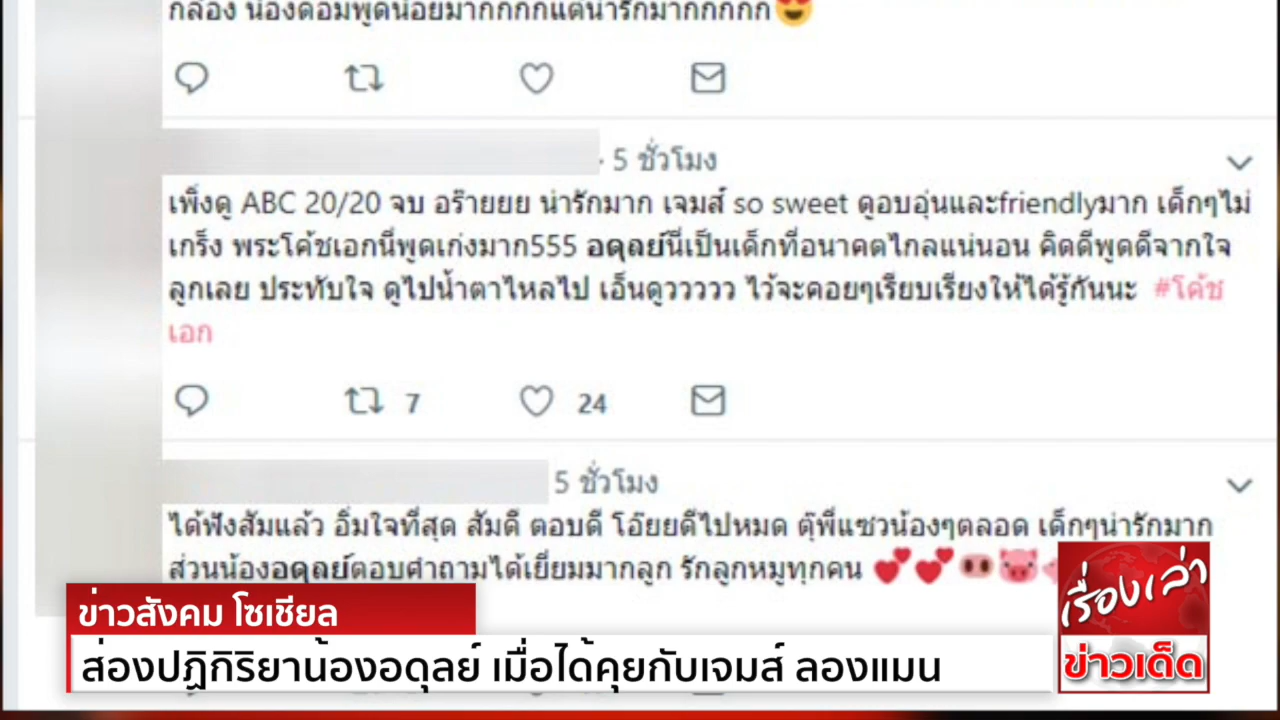 กล้อง น้องคอมพูดน้อยมากกกกแต่น่ารักมากกกกก😍
· 5 ชั่วโมง
เพิ่งดู ABC 20/20 จบ อร๊ายยย น่ารักมาก เจมส์ so sweet ดูอบอุ่นและfriendlyมาก เด็กๆไม่
เกร็ง พระโค้ชเอกนี่พูดเก่งมาก555 อดุลย์นี่เป็นเด็กที่อนาคตไกลแน่นอน คิดดีพูดดีจากใจ
ลูกเลย ประทับใจ ดูไปน้ำตาไหลไป เอ็นดูววววว ไว้จะคอยๆเรียบเรียงให้ได้รู้กันนะ #โค้ช
เอก
7 24
5 ชั่วโมง
ได้ฟังสัมแล้ว อิ่มใจที่สุด สัมดี ตอบดี โอ๊ยยดีไปหมด ตุ๊พี่แซวน้องๆตลอด เด็กๆน่ารักมาก
ส่วนน้องอดุลย์ตอบคำถามได้เยี่ยมมากลูก รักลูกหมูทุกคน 💕💕🐽🐷
ข่าวสังคม โซเชียล
ส่องปฏิกิริยาน้องอดุลย์ เมื่อได้คุยกับเจมส์ ลองแมน
เรื่องเล่า
ข่าวเด็ด